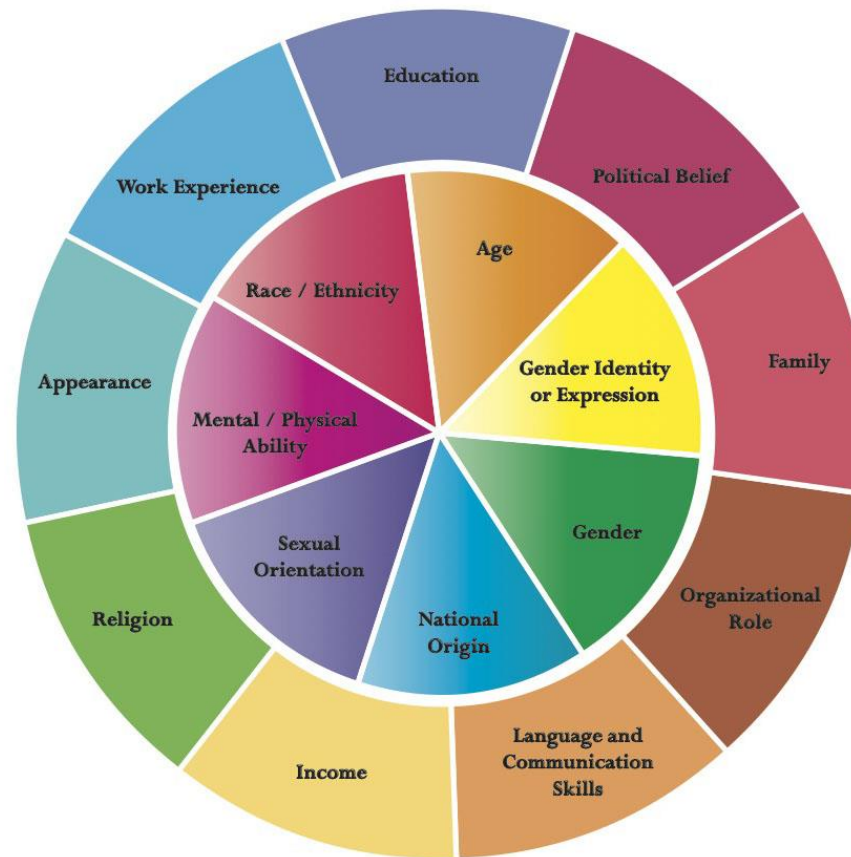 Education
Political Belief
Family
Organizational
Role
Language and
Communication
Skills
Income
Religion
Appearance
Work Experience
Age
Gender Identity
or Expression
Gender
National
Origin
Sexual
Orientation
Mental / Physical
Ability
Race / Ethnicity